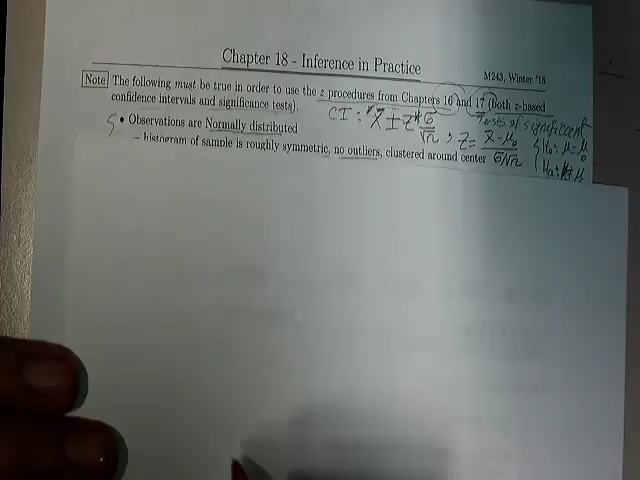 Chapter 18 - Inference in Practice
M243, Winter '18
Note The following must be true in order to use the z procedures from Chapters 16 and 17 (Both z-based
confidence intervals and significance tests).
CI: x̄ ± z* σ/√n , z = x̄ - μ₀ / σ/√n
Tests of significant
H₀: μ = μ₀
Ha:
• Observations are Normally distributed
– histogram of sample is roughly symmetric, no outliers, clustered around center